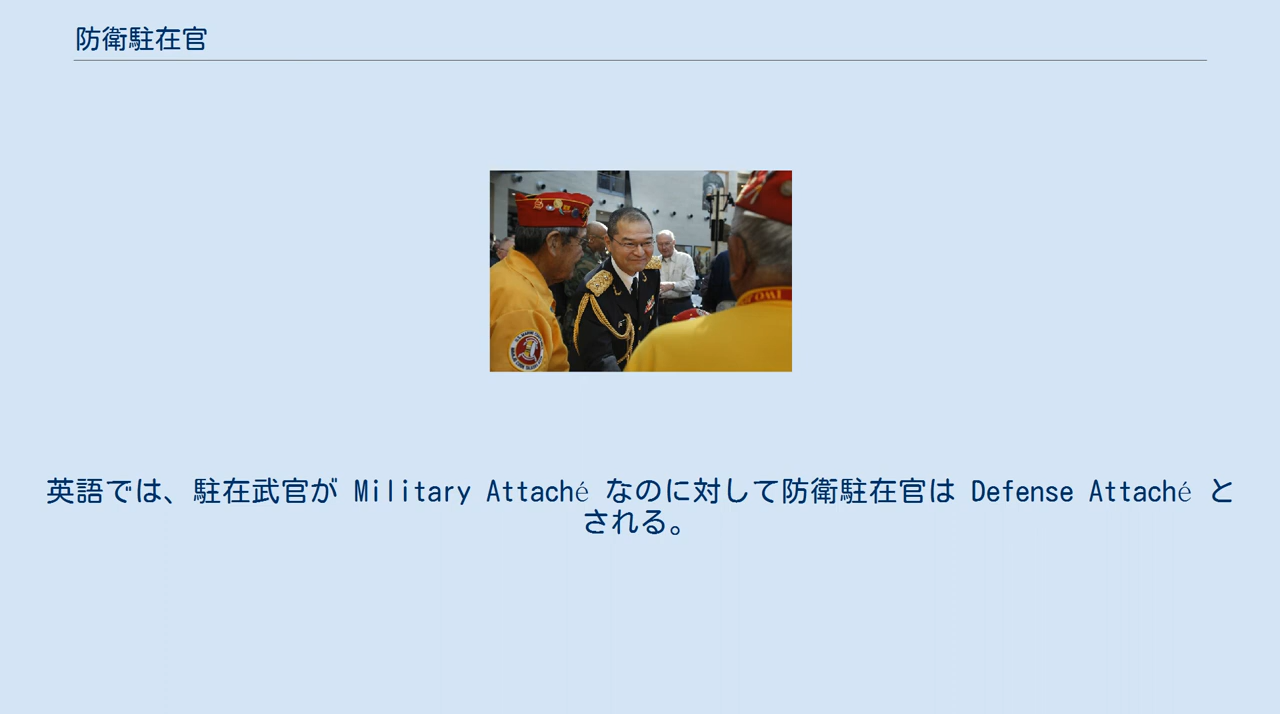 防衛駐在官
英語では、駐在武官が Military Attaché なのに対して防衛駐在官は Defense Attaché と
される。